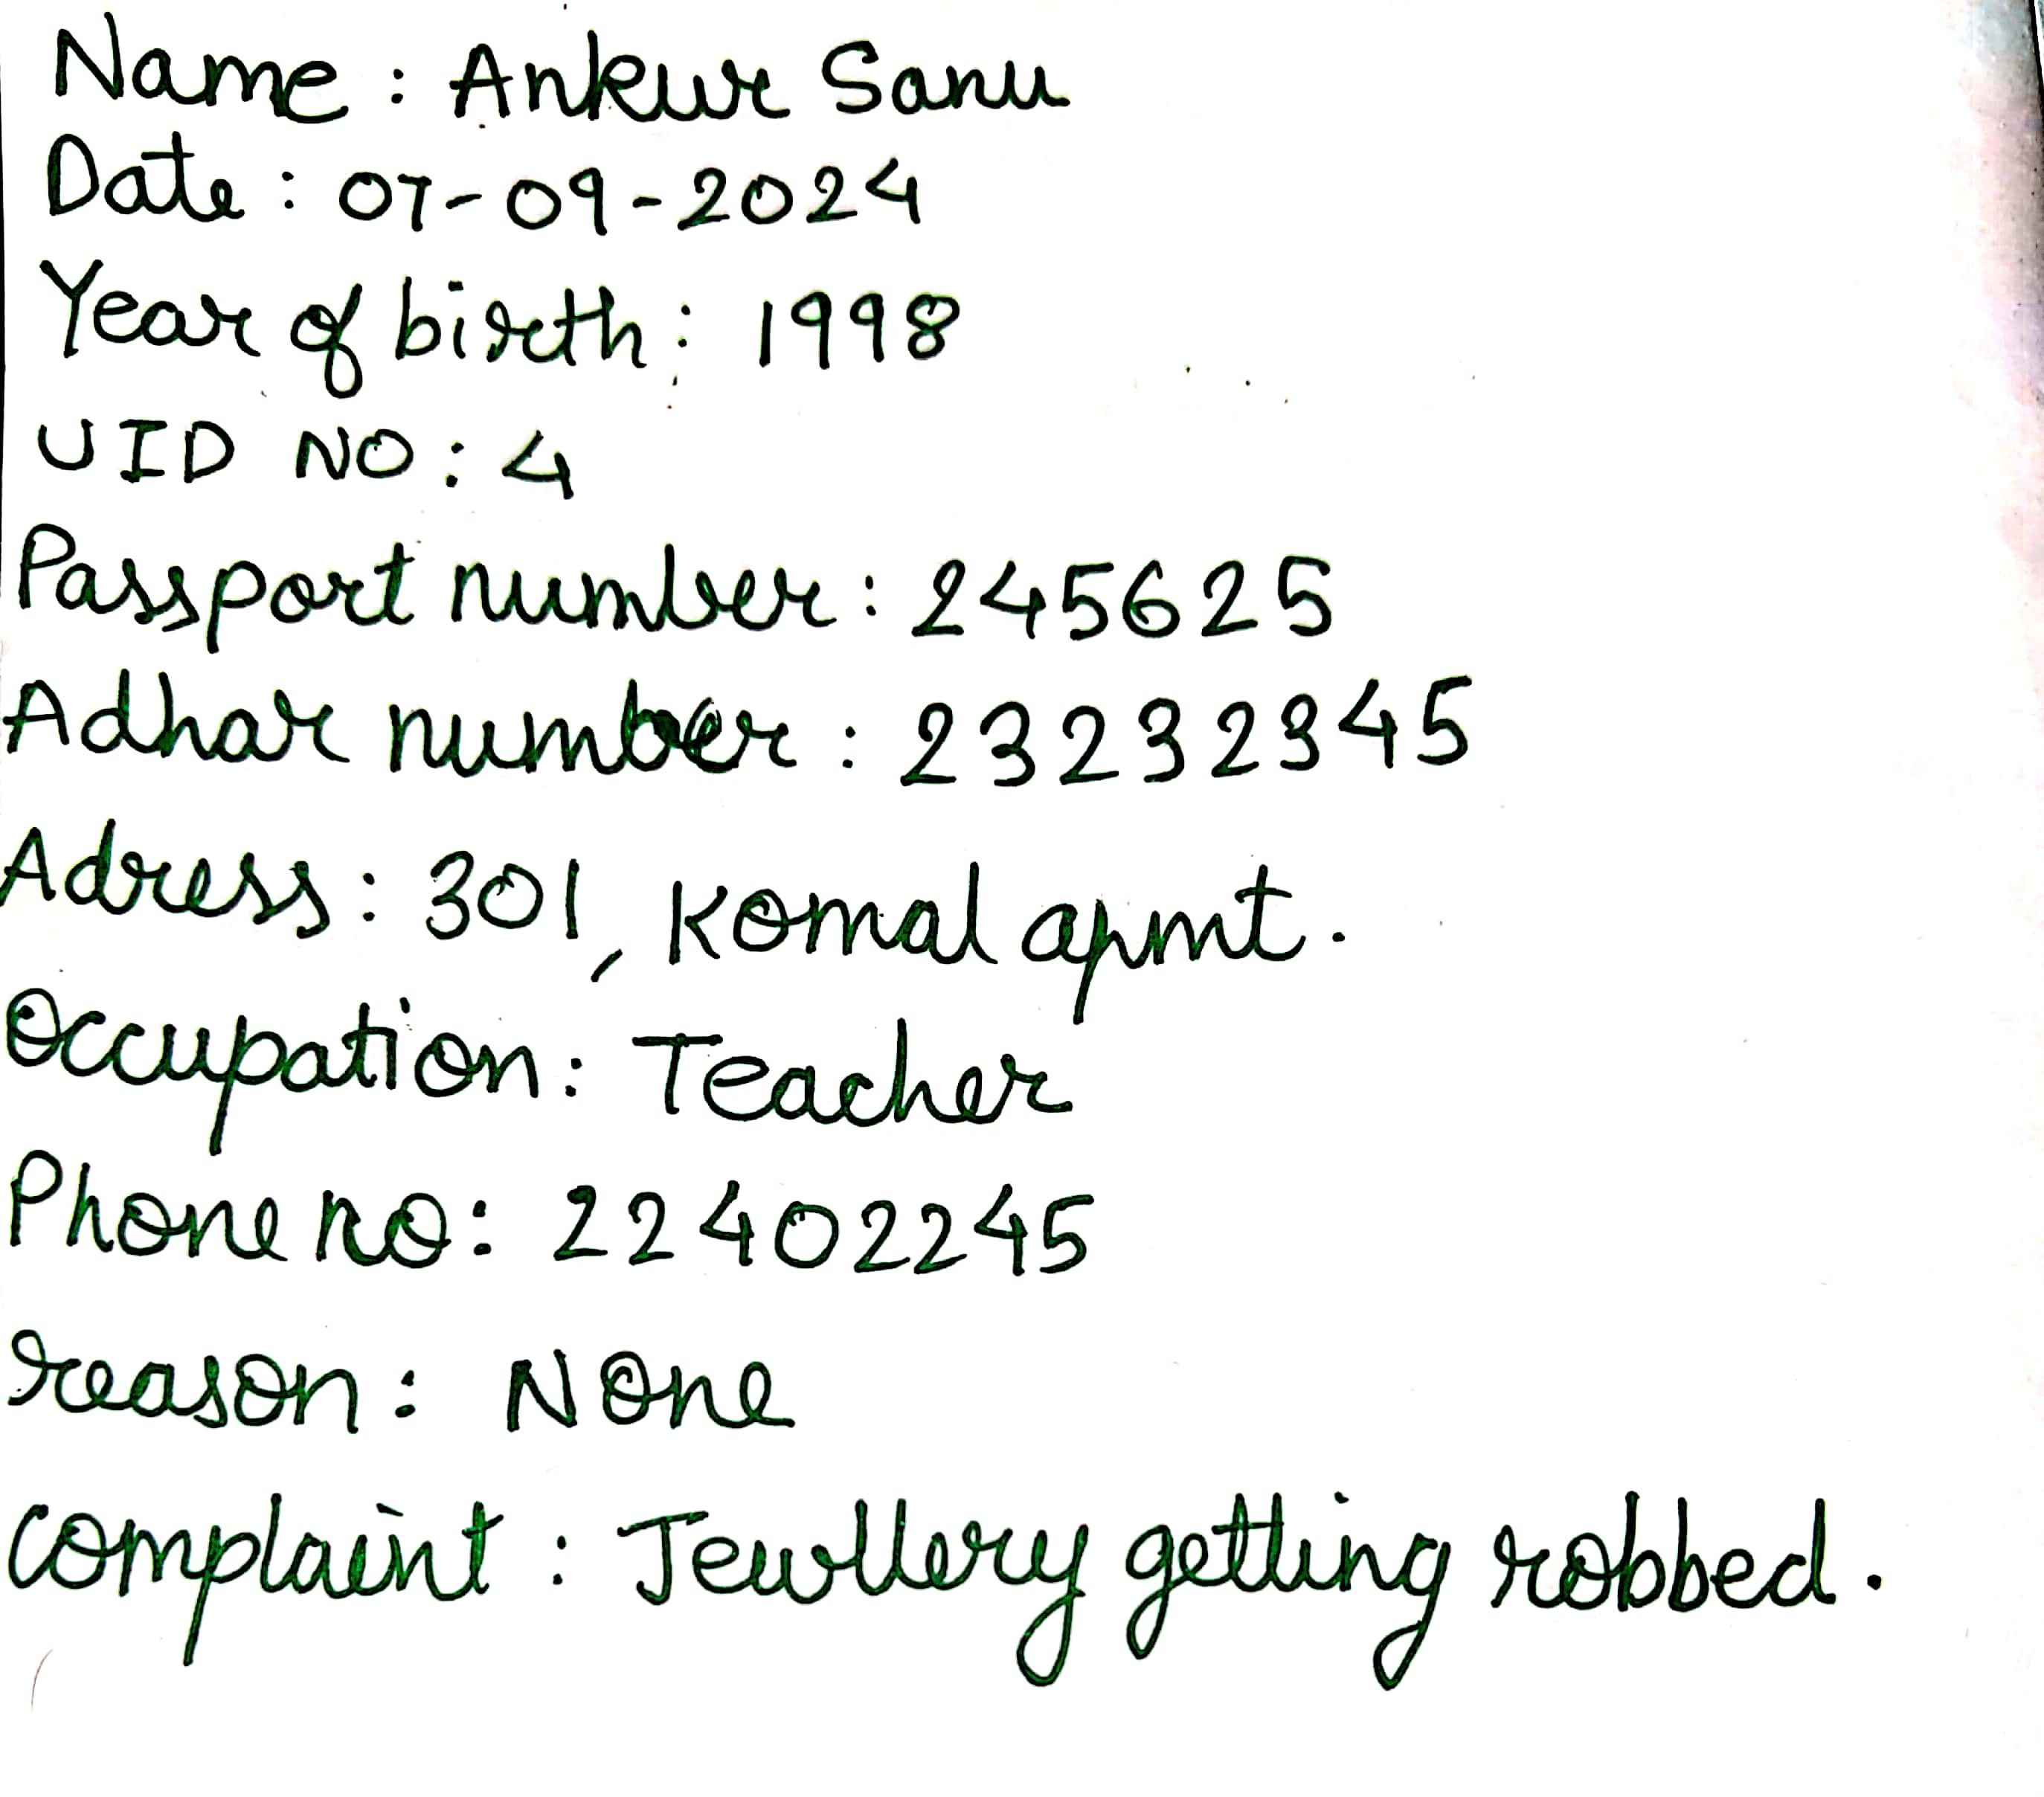 Name : Ankur Sanu
Date : 07-09-2024
Year of birth : 1998
UID NO : 4
Passport number : 245625
Adhar number : 23232345
Adress : 301, Komal apmt.
Occupation : Teacher
Phone no : 22402245
reason : None
complaint : Jewllery getting robbed.